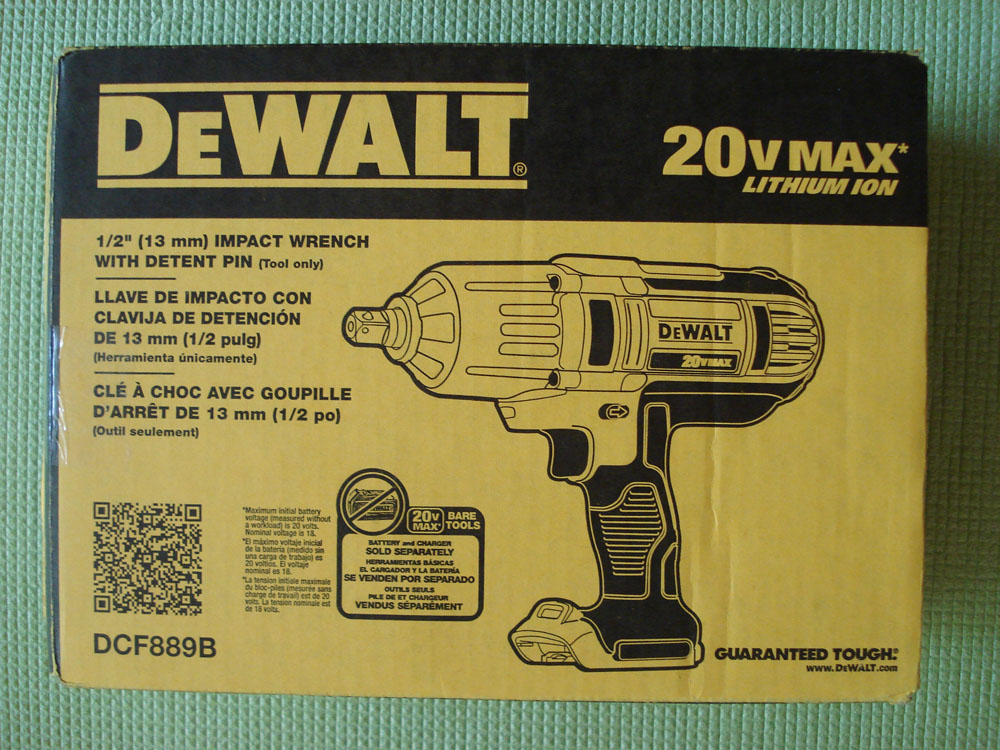 DEWALT®
20V MAX*
LITHIUM ION
1/2" (13 mm) IMPACT WRENCH
WITH DETENT PIN (Tool only)
LLAVE DE IMPACTO CON
CLAVIJA DE DETENCIÓN
DE 13 mm (1/2 pulg)
(Herramienta únicamente)
CLÉ À CHOC AVEC GOUPILLE
D'ARRÊT DE 13 mm (1/2 po)
(Outil seulement)
DEWALT
20V MAX
*Maximum initial battery
voltage (measured without
a workload) is 20 volts.
Nominal voltage is 18.
*El máximo voltaje inicial
de la batería (medido sin
una carga de trabajo) es
20 voltios. El voltaje
nominal es 18.
*La tension initiale maximale
du bloc-piles (mesurée sans
charge de travail) est de 20
volts. La tension nominale est
de 18 volts.
20V MAX* BARE TOOLS
BATTERY and CHARGER
SOLD SEPARATELY
HERRAMIENTAS BÁSICAS
EL CARGADOR Y LA BATERÍA
SE VENDEN POR SEPARADO
OUTILS SEULS
PILE DE ET CHARGEUR
VENDUS SÉPARÉMENT
DCF889B
GUARANTEED TOUGH.®
www.DEWALT.com